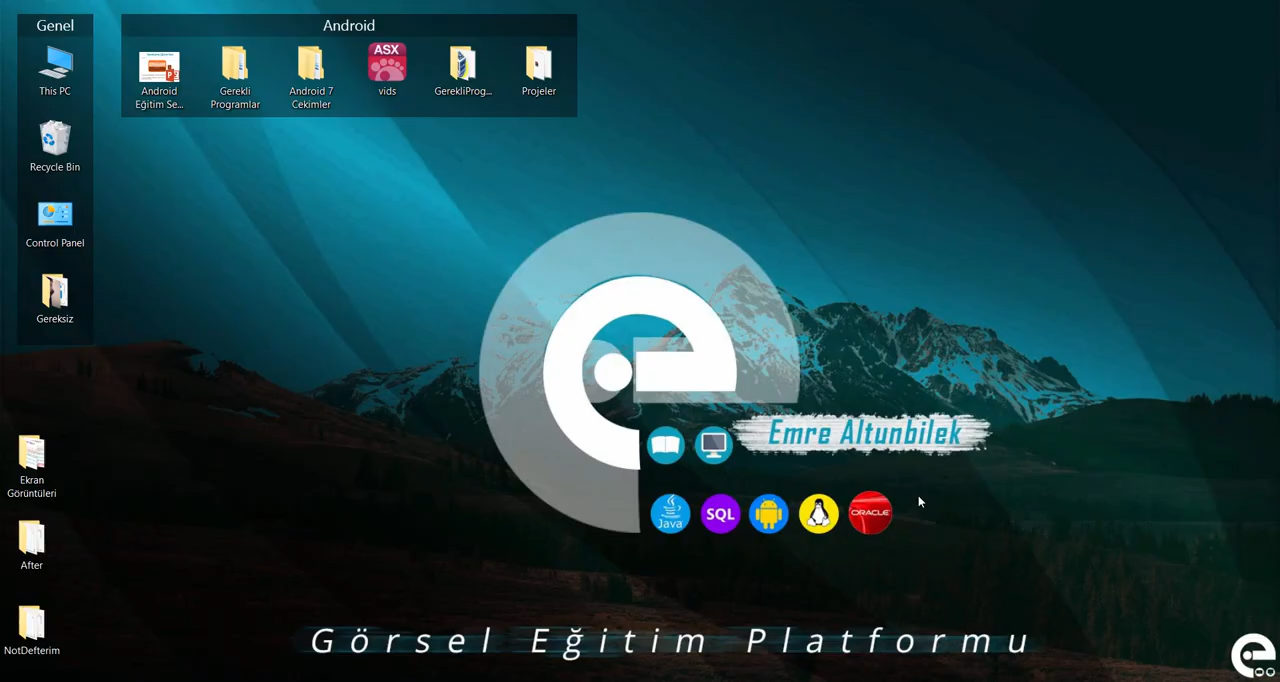 Genel
This PC
Recycle Bin
Control Panel
Gereksiz
Android
Android
Eğitim Se...
Gerekli
Programlar
Android 7
Cekimler
ASX
vids
GerekliProg...
Projeler
Ekran
Görüntüleri
After
NotDefterim
Emre Altunbilek
Java
SQL
ORACLE
Görsel Eğitim Platformu